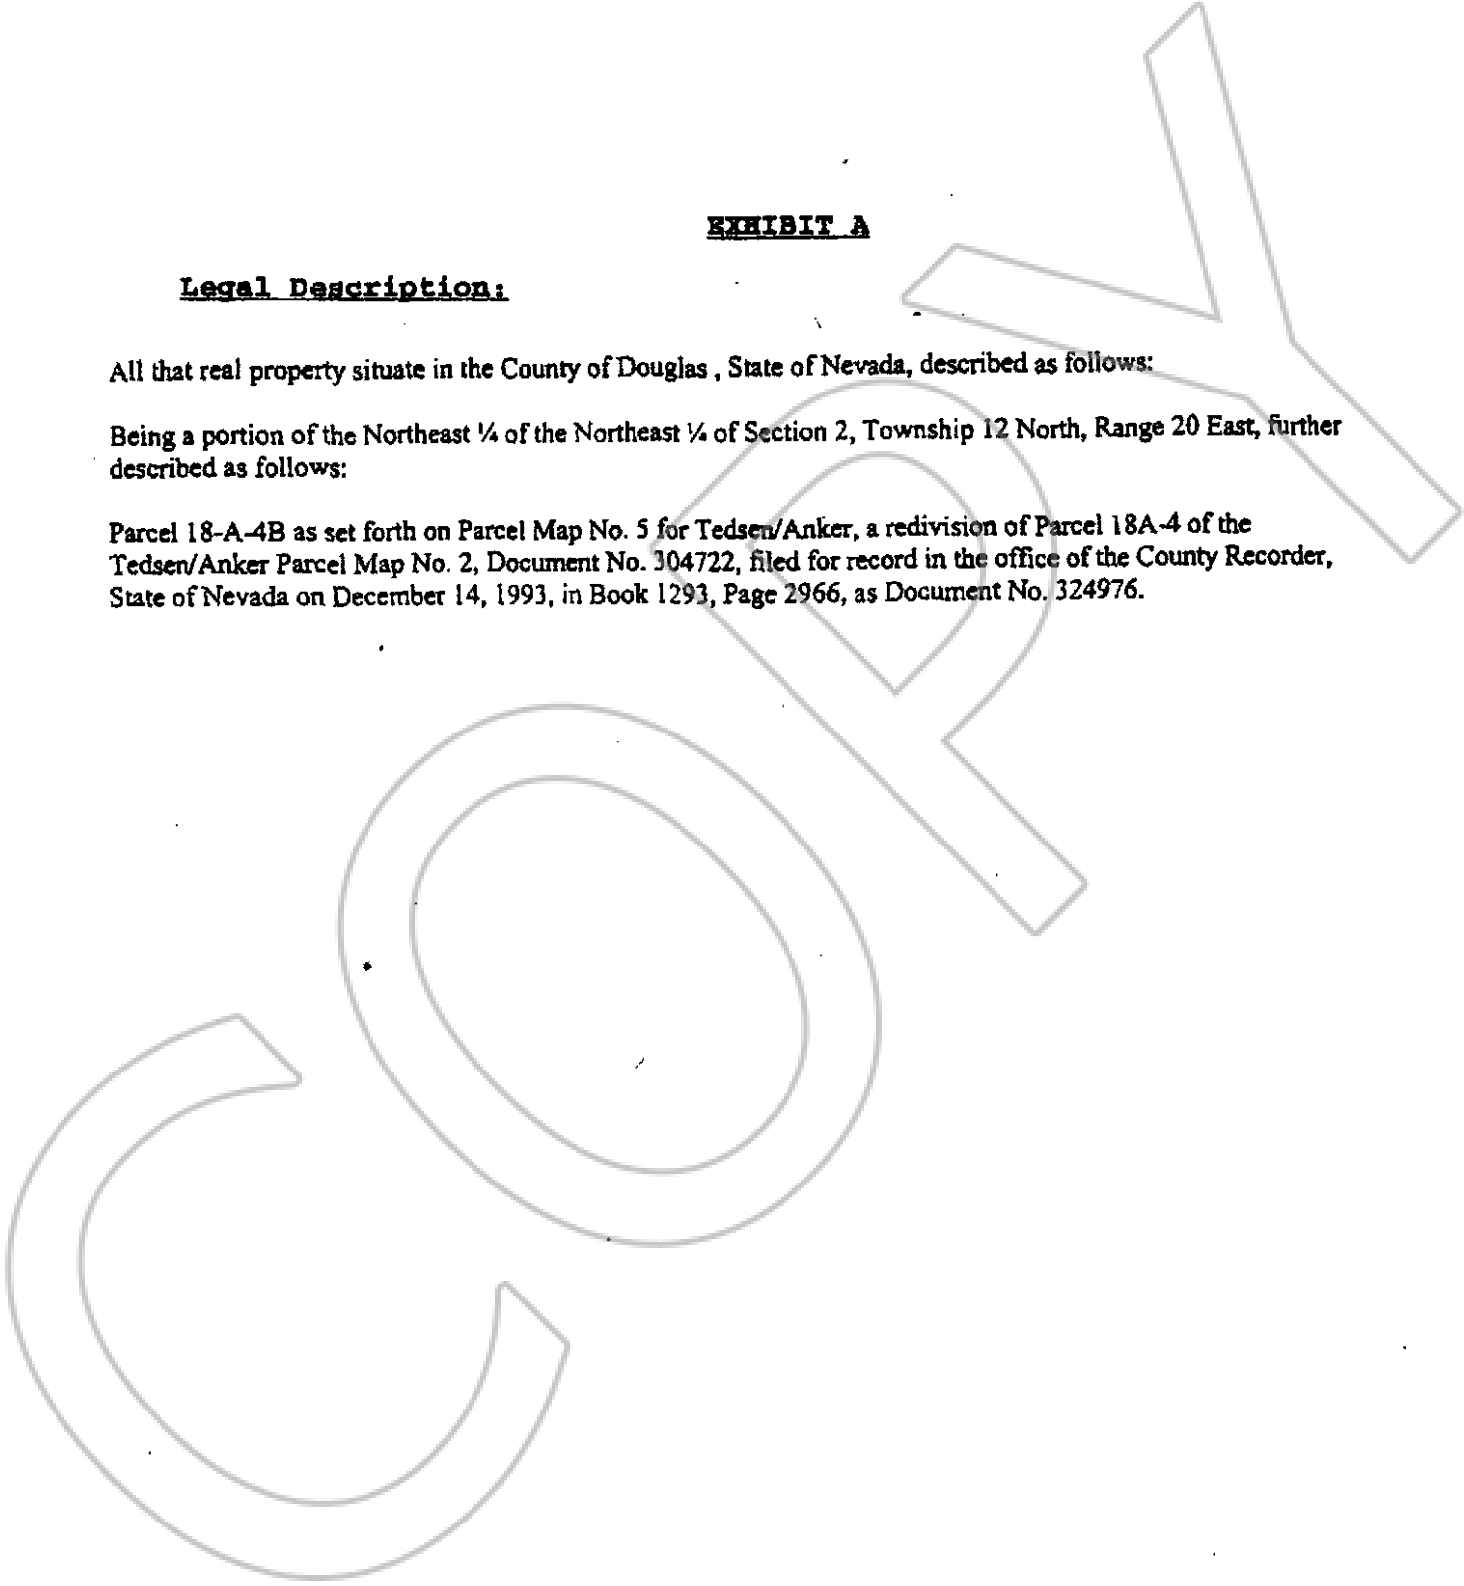 EXHIBIT A
Legal Description:
All that real property situate in the County of Douglas , State of Nevada, described as follows:
Being a portion of the Northeast ¼ of the Northeast ¼ of Section 2, Township 12 North, Range 20 East, further
described as follows:
Parcel 18-A-4B as set forth on Parcel Map No. 5 for Tedsen/Anker, a redivision of Parcel 18A-4 of the
Tedsen/Anker Parcel Map No. 2, Document No. 304722, filed for record in the office of the County Recorder,
State of Nevada on December 14, 1993, in Book 1293, Page 2966, as Document No. 324976.
COPY